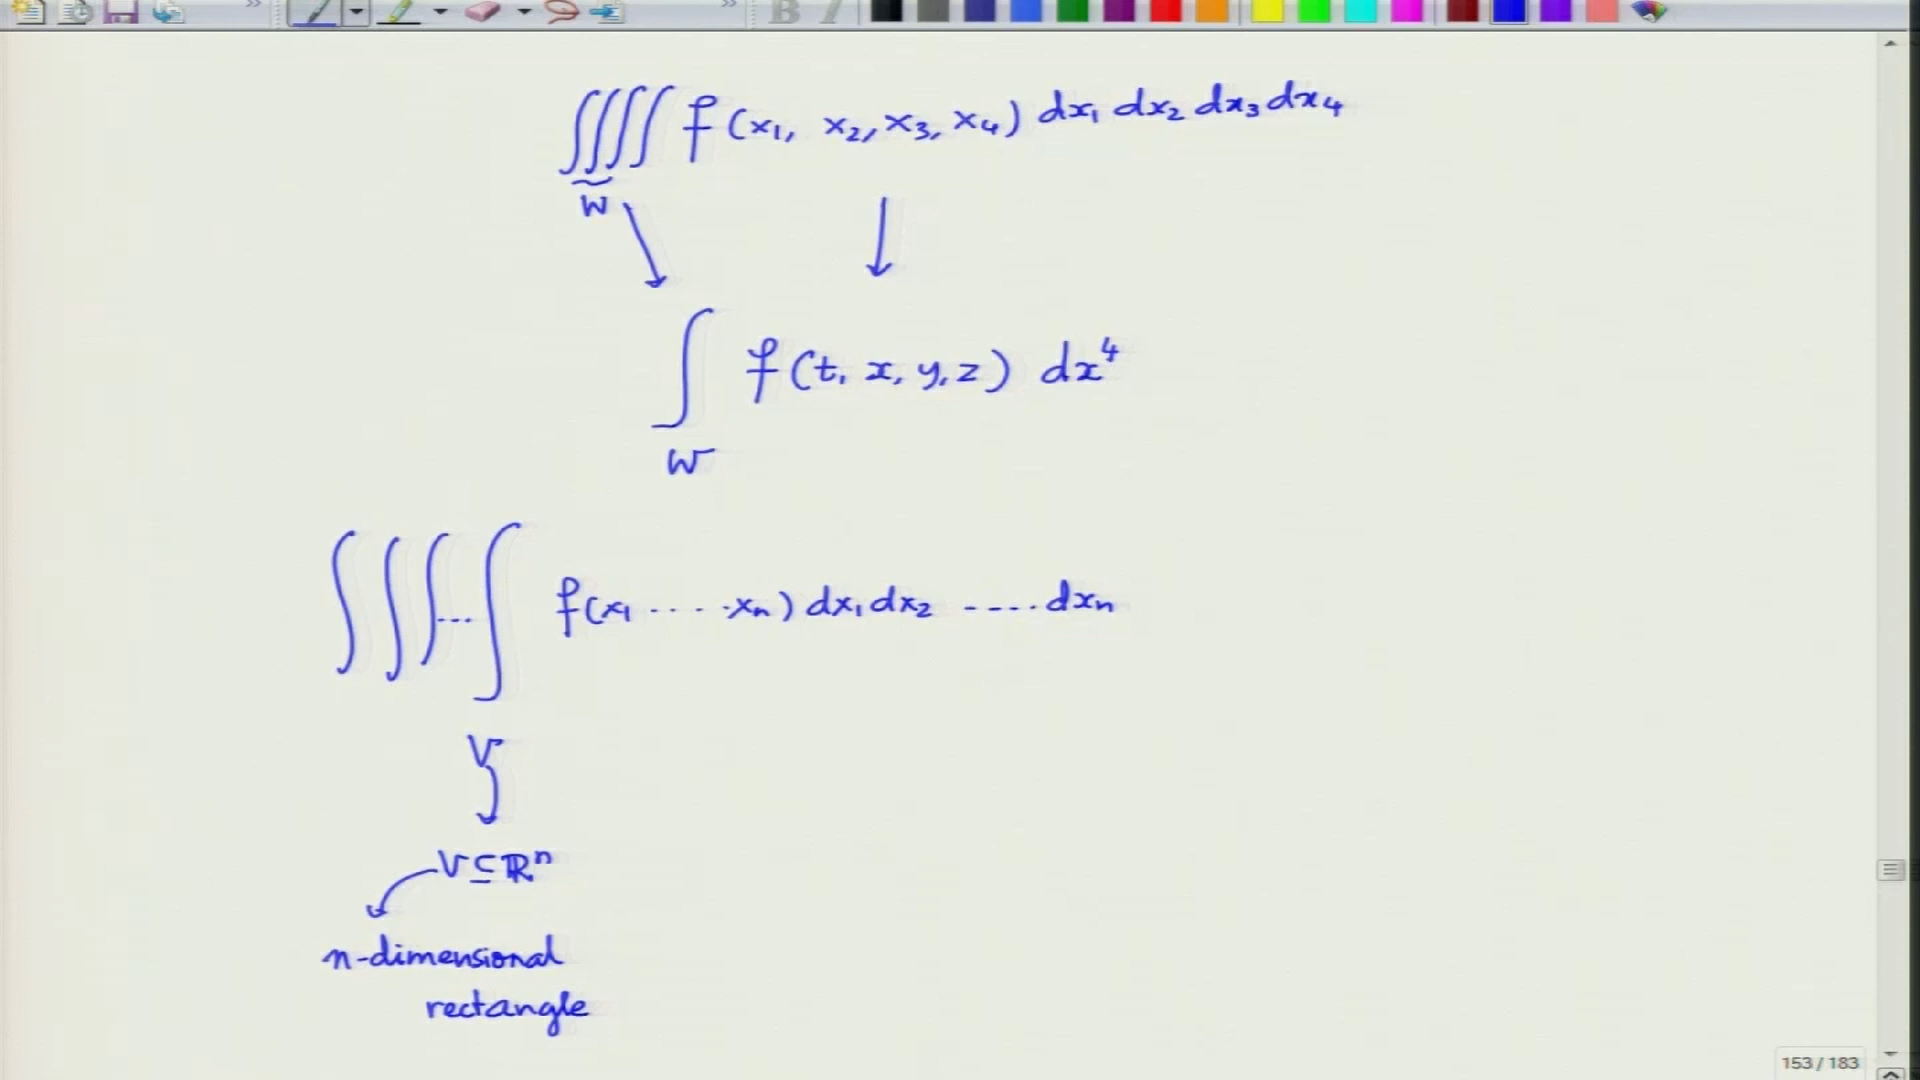 ∫∫∫∫ f(x₁, x₂, x₃, x₄) dx₁ dx₂ dx₃ dx₄
W
∫ f(t, x, y, z) dx⁴
W
∫∫∫...∫ f(x₁ .... xₙ) dx₁ dx₂ ----.. dxₙ
V
V ⊆ ℝⁿ
n-dimensional
rectangle
153 / 183